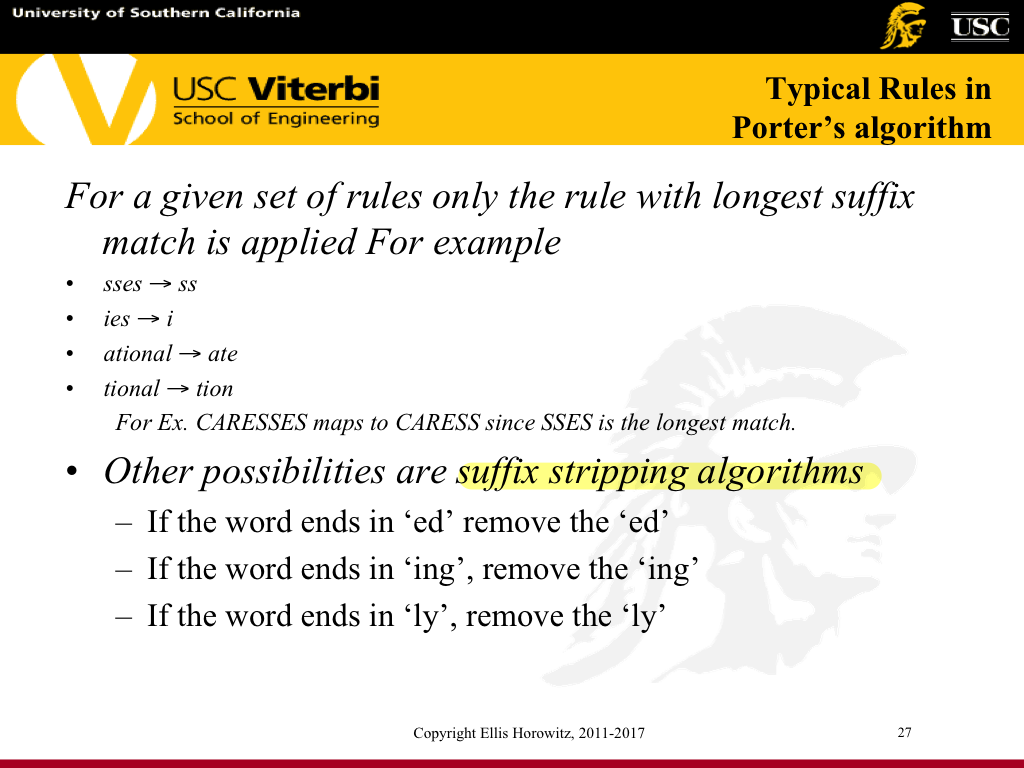 University of Southern California
USC
USC Viterbi
School of Engineering
Typical Rules in
Porter’s algorithm
For a given set of rules only the rule with longest suffix
match is applied For example
• sses → ss
• ies → i
• ational → ate
• tional → tion
For Ex. CARESSES maps to CARESS since SSES is the longest match.
• Other possibilities are suffix stripping algorithms
– If the word ends in ‘ed’ remove the ‘ed’
– If the word ends in ‘ing’, remove the ‘ing’
– If the word ends in ‘ly’, remove the ‘ly’
Copyright Ellis Horowitz, 2011-2017
27